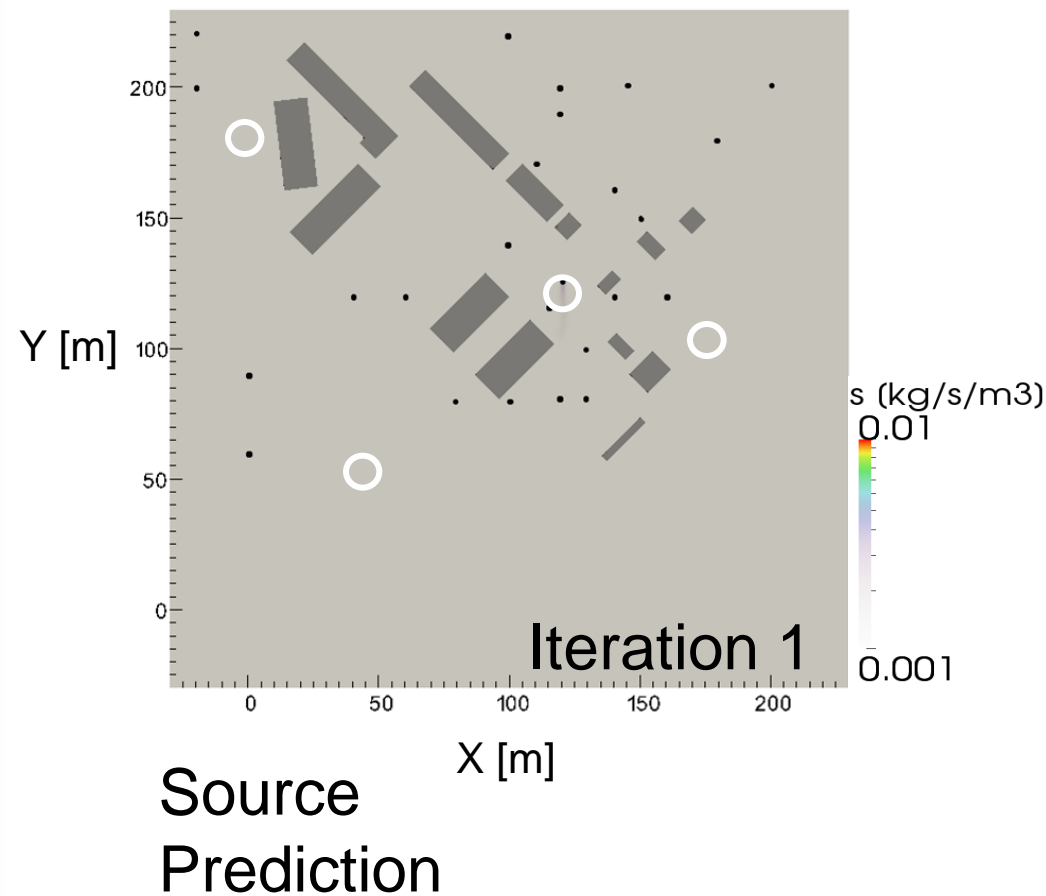 200
150
Y [m]
100
50
0
s (kg/s/m3)
0.01
0.001
Iteration 1
0 50 100 150 200
X [m]
Source
Prediction